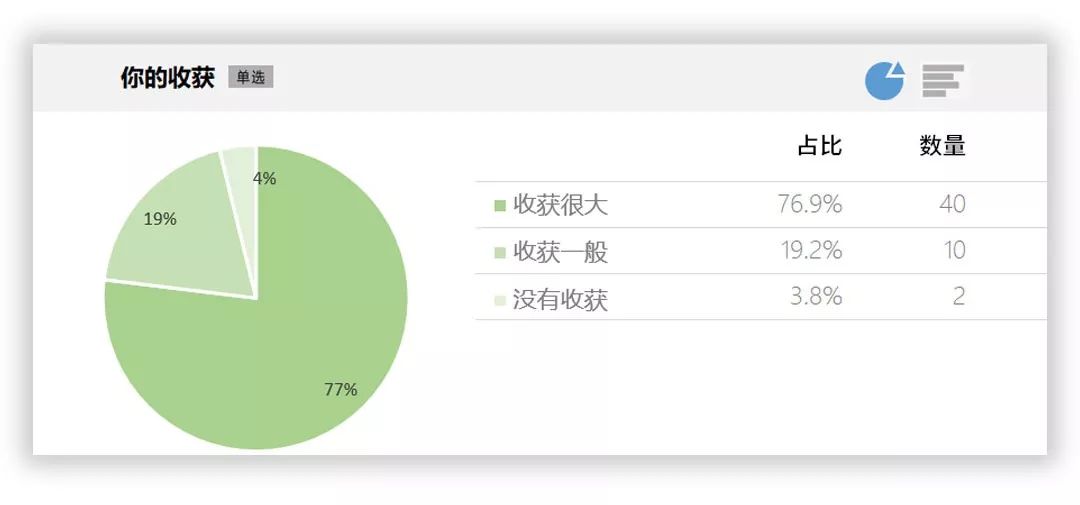 你的收获 单选
占比 数量
收获很大 76.9% 40
收获一般 19.2% 10
没有收获 3.8% 2
4%
19%
77%